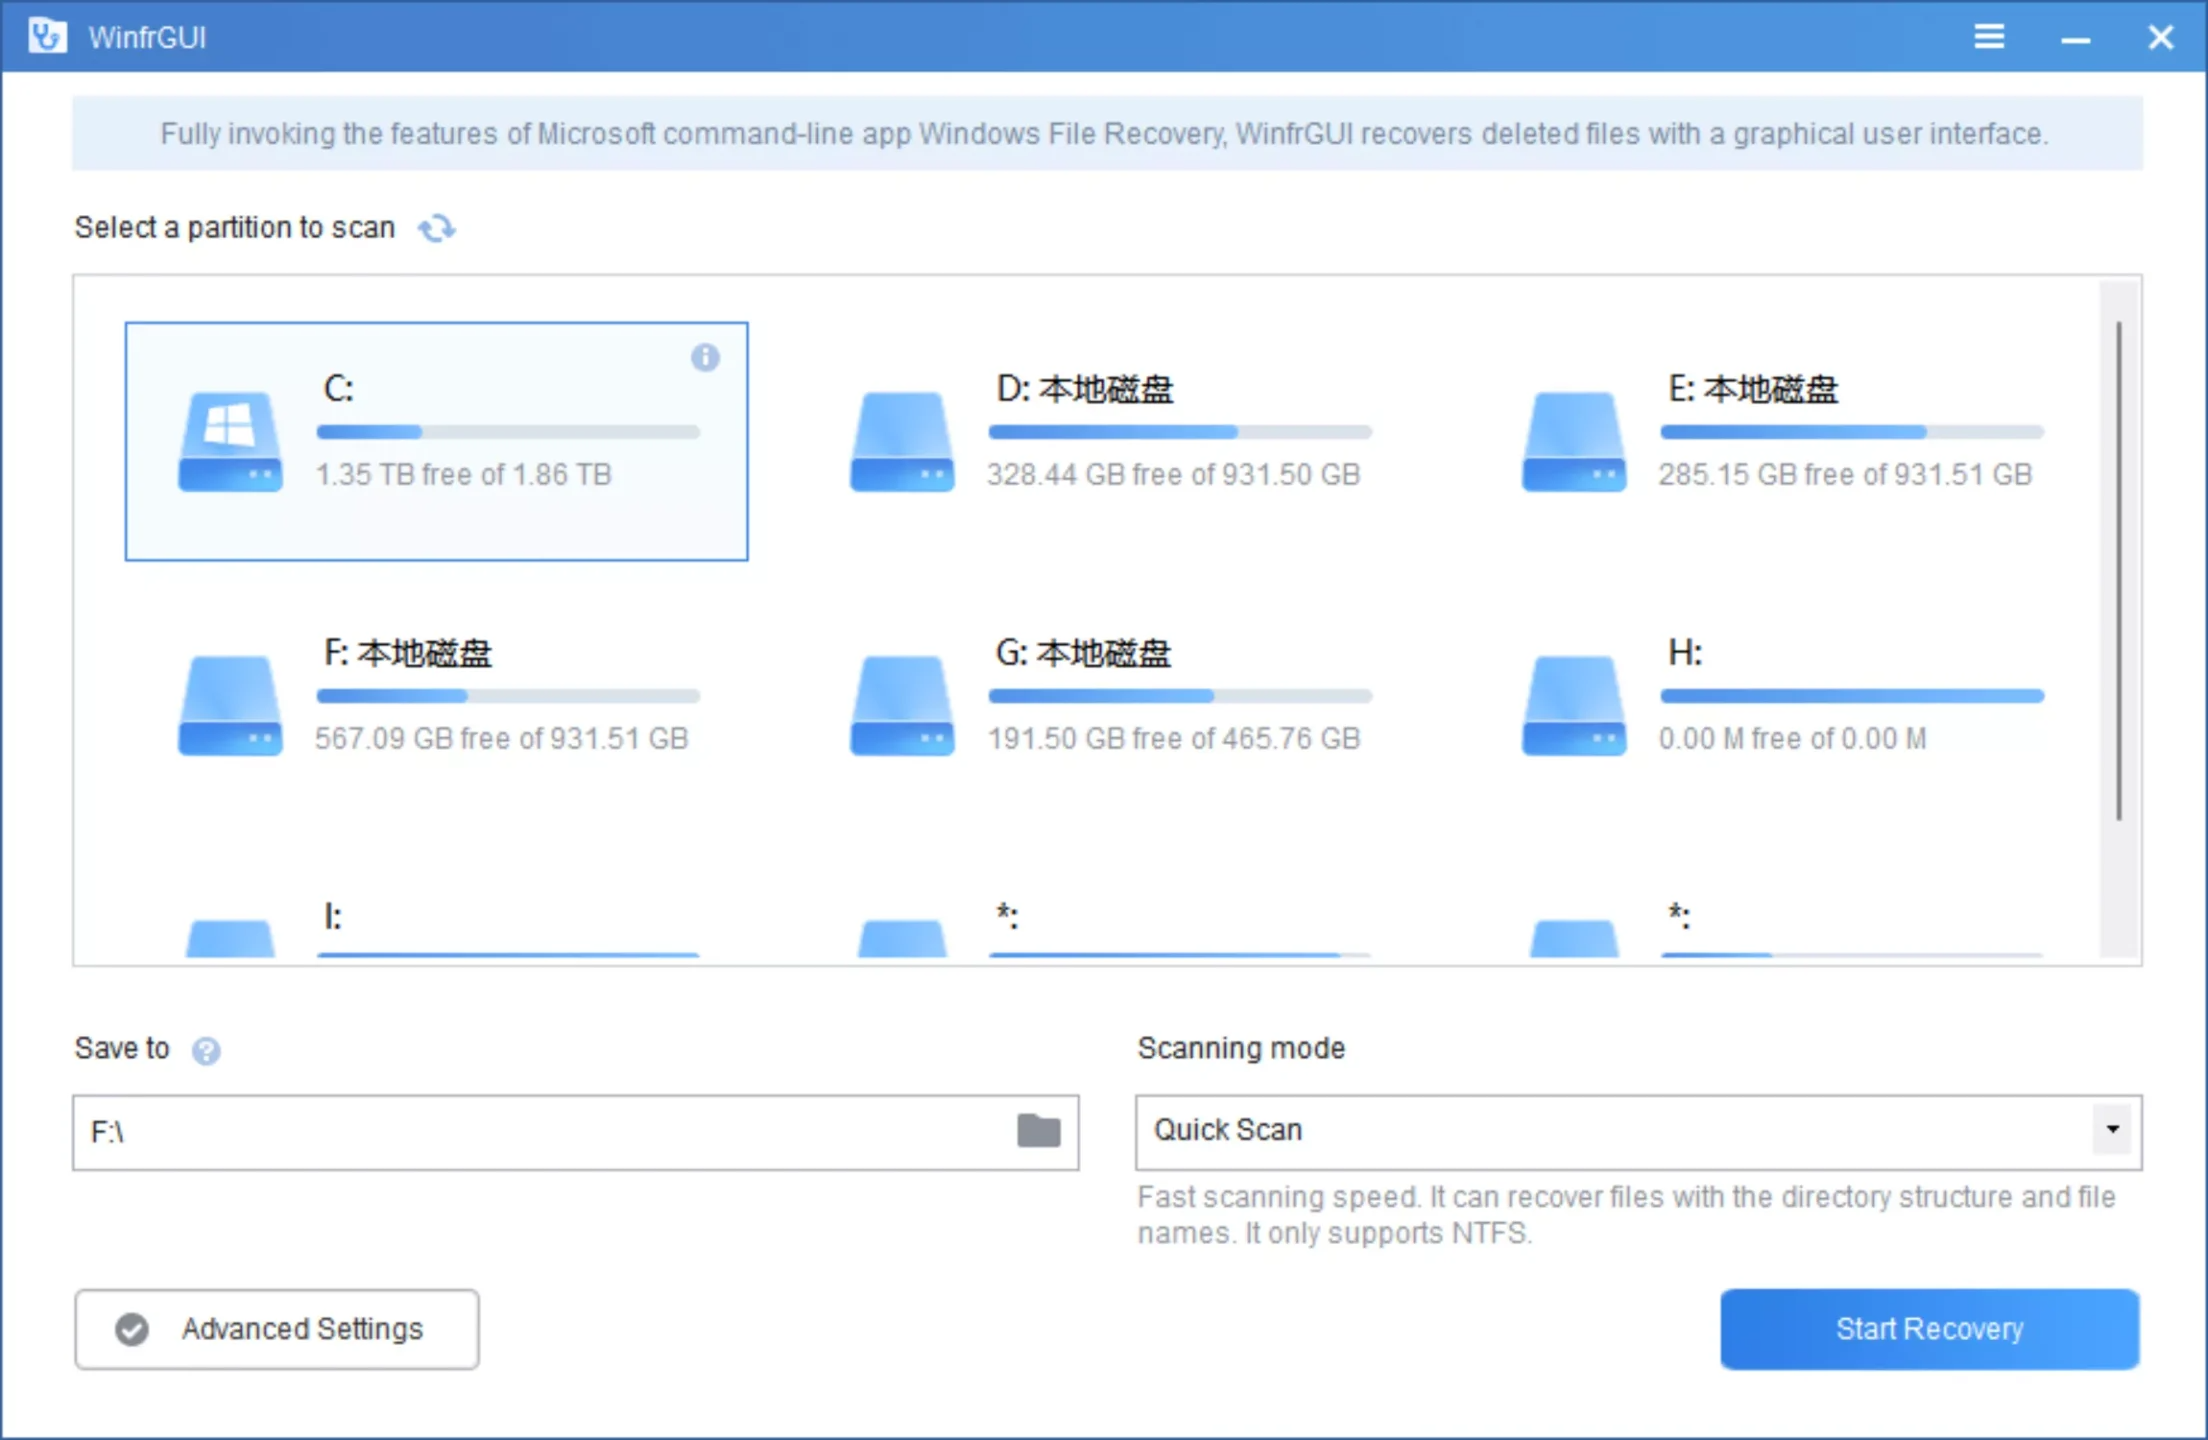 WinfrGUI
Fully invoking the features of Microsoft command-line app Windows File Recovery, WinfrGUI recovers deleted files with a graphical user interface.
Select a partition to scan
C:
1.35 TB free of 1.86 TB
D: 本地磁盘
328.44 GB free of 931.50 GB
E: 本地磁盘
285.15 GB free of 931.51 GB
F: 本地磁盘
567.09 GB free of 931.51 GB
G: 本地磁盘
191.50 GB free of 465.76 GB
H:
0.00 M free of 0.00 M
I:
*:
*:
Save to
F:\
Scanning mode
Quick Scan
Fast scanning speed. It can recover files with the directory structure and file
names. It only supports NTFS.
Advanced Settings
Start Recovery